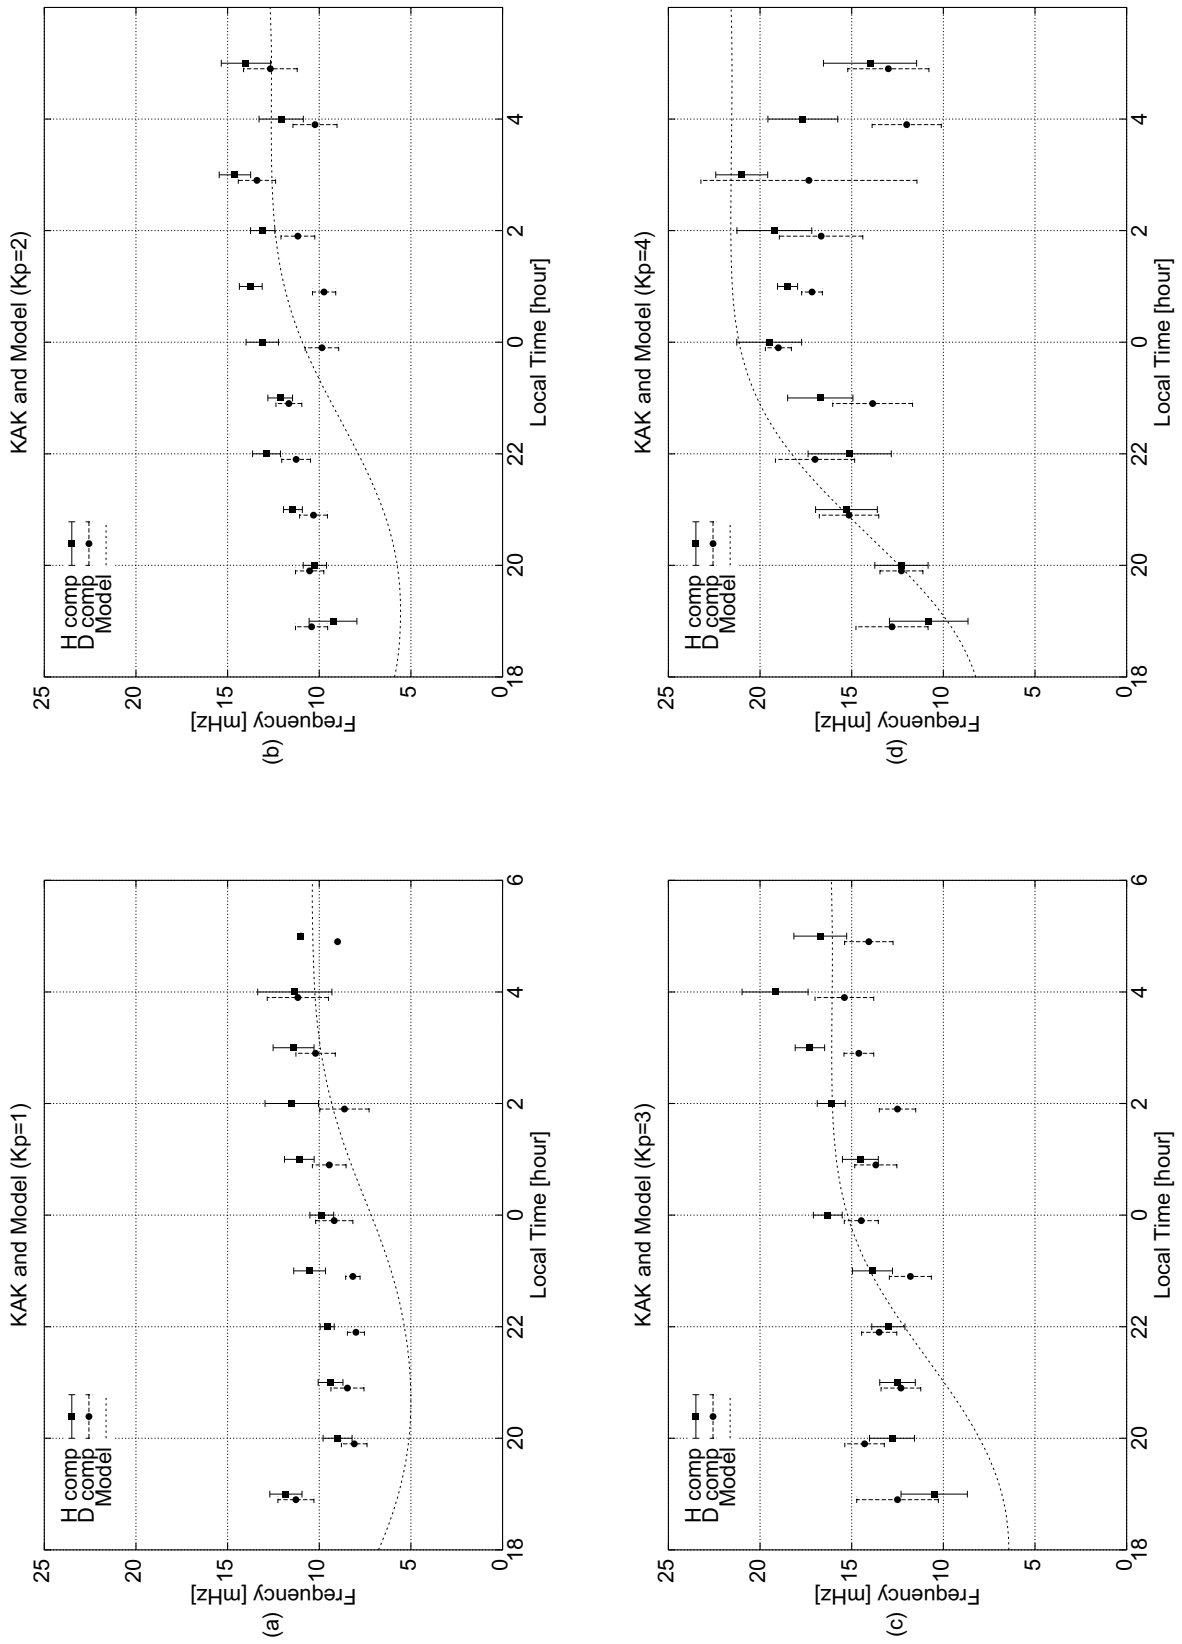 KAK and Model (Kp=1)
H comp
D comp
Model
25
20
15
10
5
0
Frequency [mHz]
(a)
18
20
22
0
2
4
6
Local Time [hour]
KAK and Model (Kp=2)
H comp
D comp
Model
25
20
15
10
5
0
Frequency [mHz]
(b)
18
20
22
0
2
4
Local Time [hour]
KAK and Model (Kp=3)
H comp
D comp
Model
25
20
15
10
5
0
Frequency [mHz]
(c)
18
20
22
0
2
4
6
Local Time [hour]
KAK and Model (Kp=4)
H comp
D comp
Model
25
20
15
10
5
0
Frequency [mHz]
(d)
18
20
22
0
2
4
Local Time [hour]